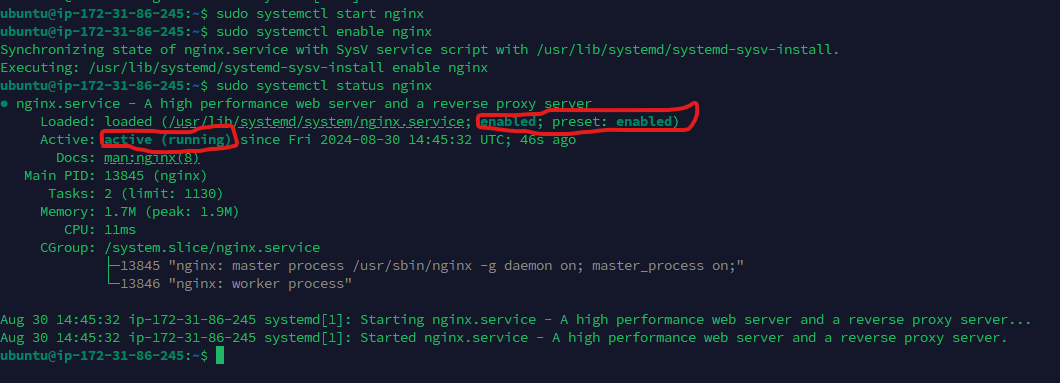 ubuntu@ip-172-31-86-245:~$ sudo systemctl start nginx
ubuntu@ip-172-31-86-245:~$ sudo systemctl enable nginx
Synchronizing state of nginx.service with SysV service script with /usr/lib/systemd/systemd-sysv-install.
Executing: /usr/lib/systemd/systemd-sysv-install enable nginx
ubuntu@ip-172-31-86-245:~$ sudo systemctl status nginx
● nginx.service - A high performance web server and a reverse proxy server
Loaded: loaded (/usr/lib/systemd/system/nginx.service; enabled; preset: enabled)
Active: active (running) since Fri 2024-08-30 14:45:32 UTC; 46s ago
Docs: man:nginx(8)
Main PID: 13845 (nginx)
Tasks: 2 (limit: 1130)
Memory: 1.7M (peak: 1.9M)
CPU: 11ms
CGroup: /system.slice/nginx.service
├─13845 "nginx: master process /usr/sbin/nginx -g daemon on; master_process on;"
└─13846 "nginx: worker process"
Aug 30 14:45:32 ip-172-31-86-245 systemd[1]: Starting nginx.service - A high performance web server and a reverse proxy server...
Aug 30 14:45:32 ip-172-31-86-245 systemd[1]: Started nginx.service - A high performance web server and a reverse proxy server.
ubuntu@ip-172-31-86-245:~$